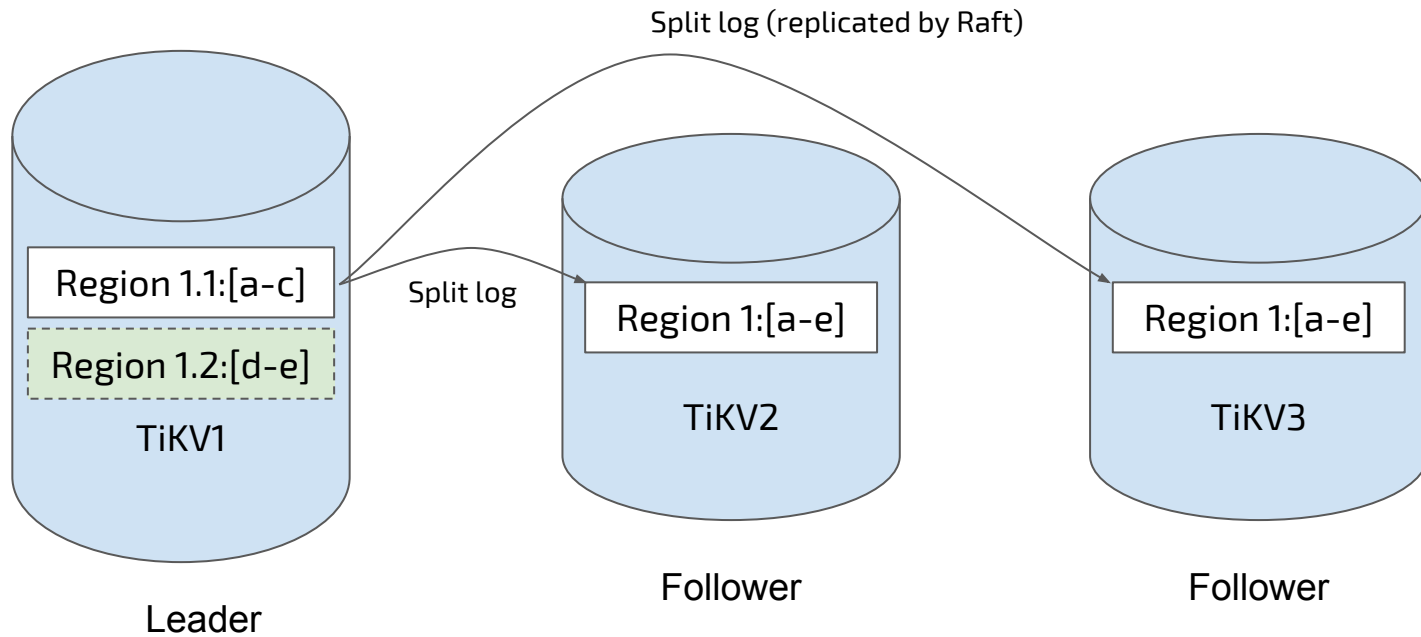 Split log (replicated by Raft)
Region 1.1:[a-c]
Region 1.2:[d-e]
TiKV1
Leader
Split log
Region 1:[a-e]
TiKV2
Follower
Region 1:[a-e]
TiKV3
Follower